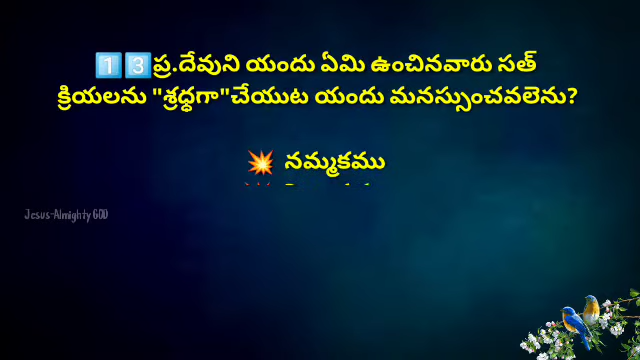 1️⃣3️⃣ప్ర.దేవుని యందు ఏమి ఉంచినవారు సత్
క్రియలను "శ్రద్ధగా"చేయుట యందు మనస్సుంచవలెను?
💥 నమ్మకము
Jesus-Almighty GOD